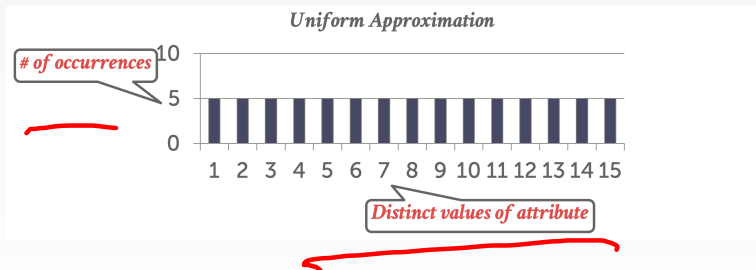 Uniform Approximation
# of occurrences
10
5
0
1 2 3 4 5 6 7 8 9 10 11 12 13 14 15
Distinct values of attribute